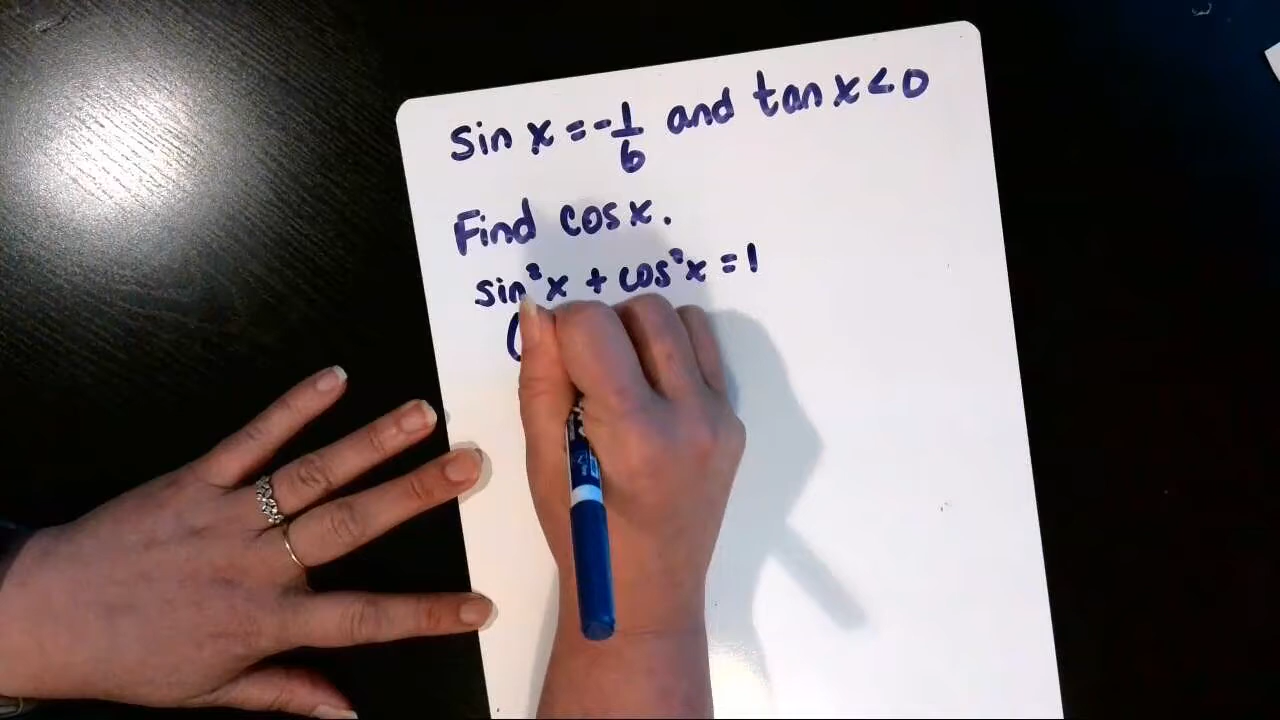 sin x = -1/6 and tan x < 0
Find cos x.
sin²x + cos²x = 1
(